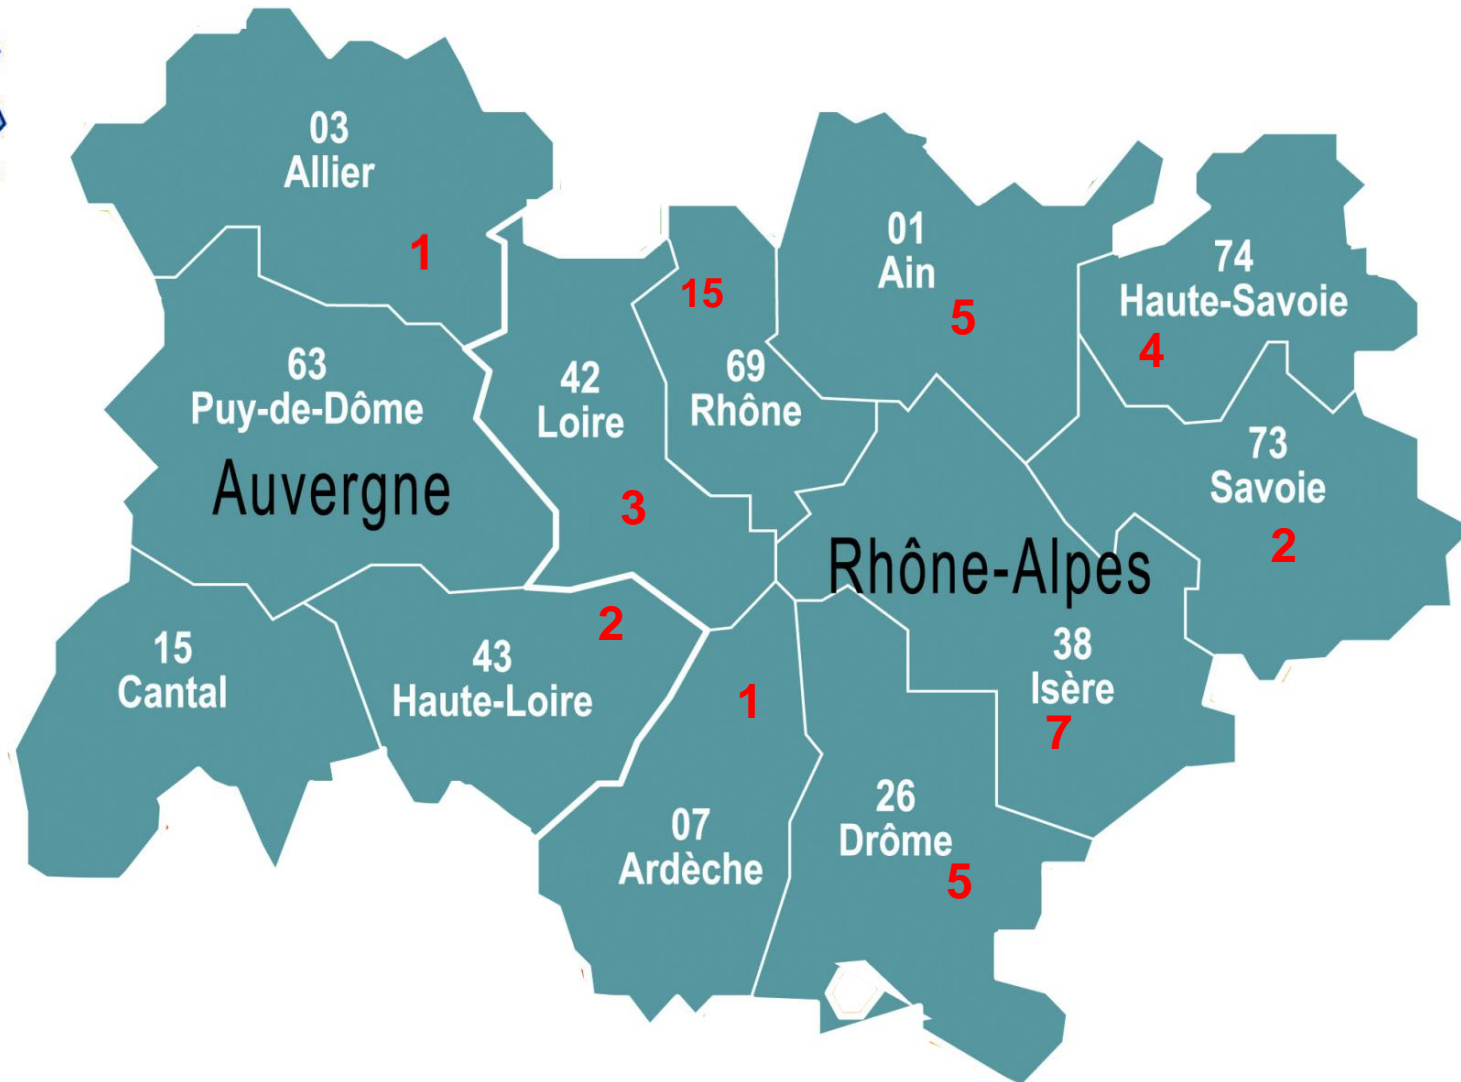 03
Allier
1
01
Ain
5
74
Haute-Savoie
4
15
69
Rhône
63
Puy-de-Dôme
42
Loire
3
Auvergne
73
Savoie
2
Rhône-Alpes
2
15
Cantal
43
Haute-Loire
1
38
Isère
7
07
Ardèche
26
Drôme
5